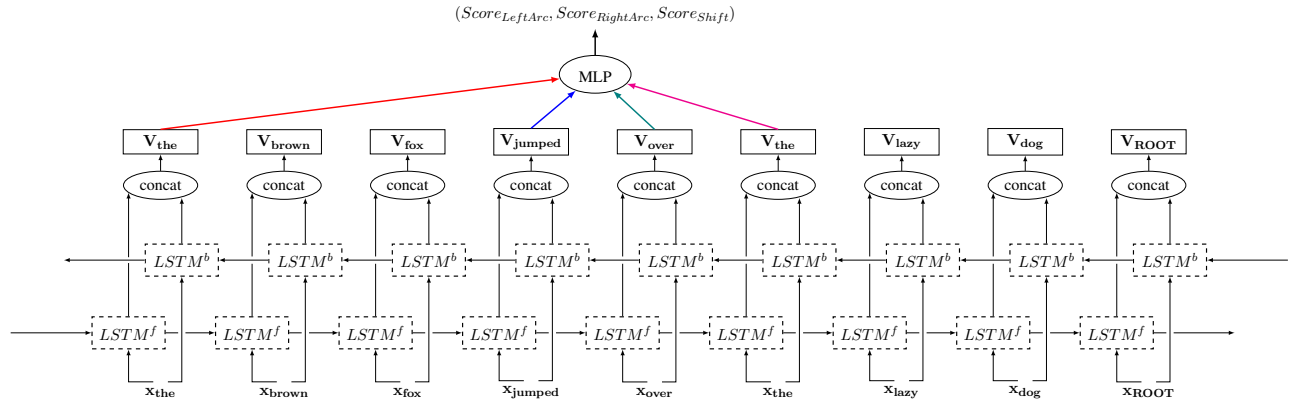 (Score_LeftArc, Score_RightArc, Score_Shift)
MLP
V_the V_brown V_fox V_jumped V_over V_the V_lazy V_dog V_ROOT
concat concat concat concat concat concat concat concat concat
LSTM^b LSTM^b LSTM^b LSTM^b LSTM^b LSTM^b LSTM^b LSTM^b LSTM^b
LSTM^f LSTM^f LSTM^f LSTM^f LSTM^f LSTM^f LSTM^f LSTM^f LSTM^f
x_the x_brown x_fox x_jumped x_over x_the x_lazy x_dog x_ROOT